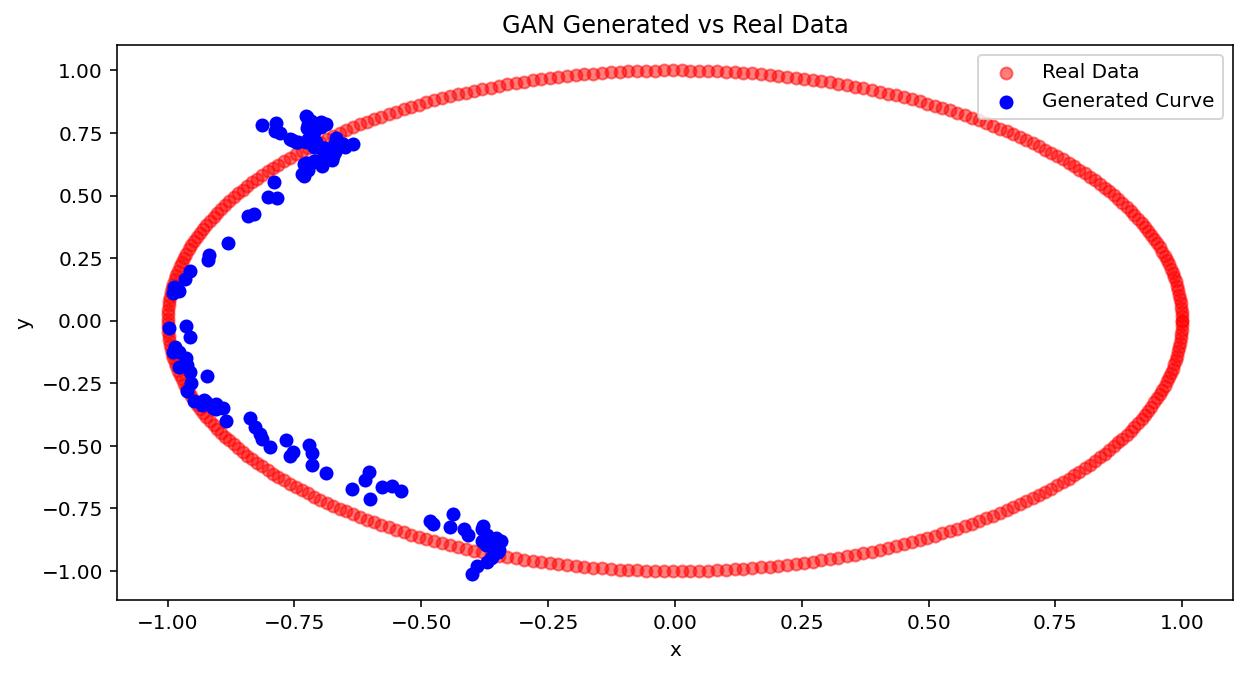 GAN Generated vs Real Data
Real Data
Generated Curve
1.00
0.75
0.50
0.25
0.00
−0.25
−0.50
−0.75
−1.00
y
−1.00 −0.75 −0.50 −0.25 0.00 0.25 0.50 0.75 1.00
x